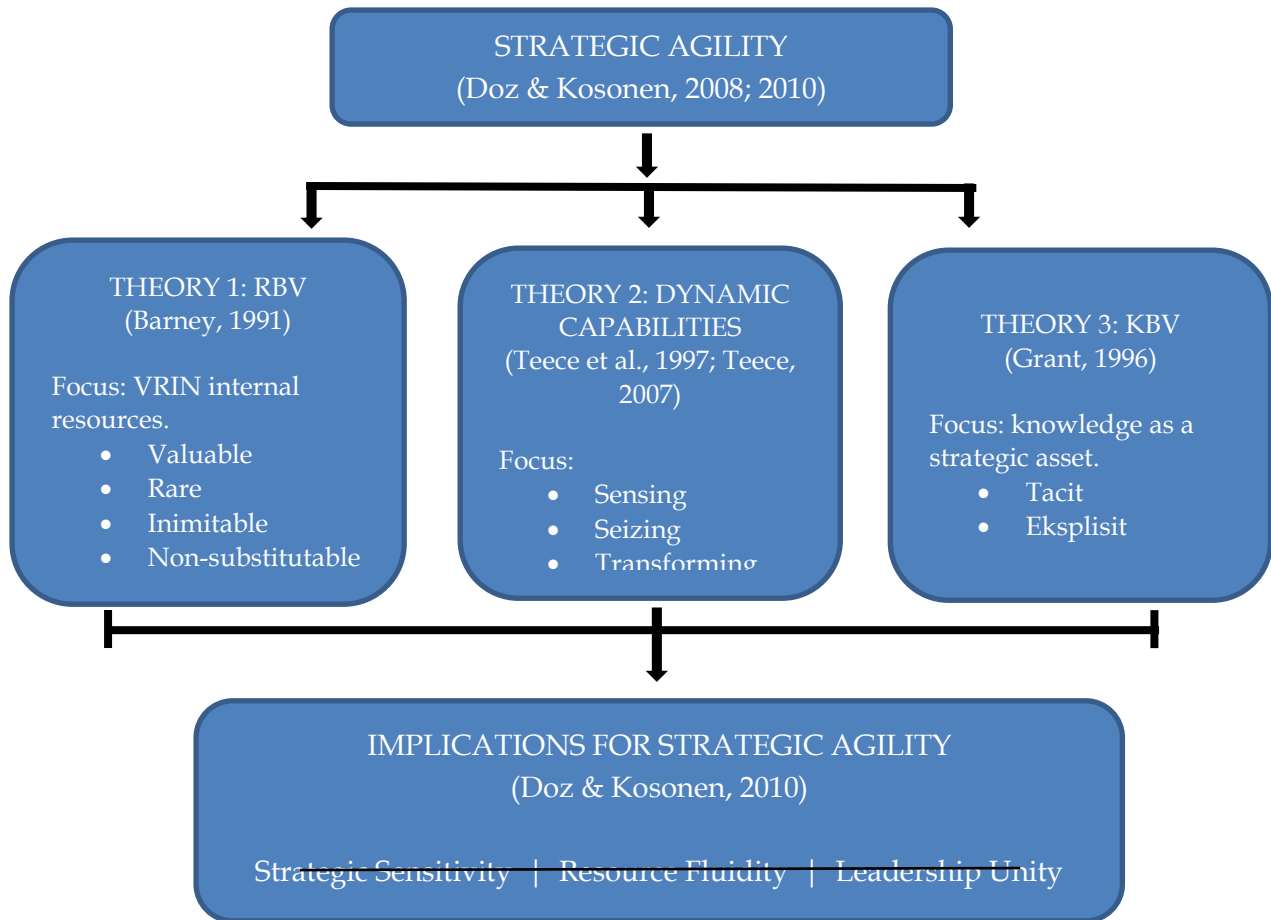 STRATEGIC AGILITY
(Doz & Kosonen, 2008; 2010)
THEORY 1: RBV
(Barney, 1991)
Focus: VRIN internal
resources.
• Valuable
• Rare
• Inimitable
• Non-substitutable
THEORY 2: DYNAMIC
CAPABILITIES
(Teece et al., 1997; Teece,
2007)
Focus:
• Sensing
• Seizing
• Transforming
THEORY 3: KBV
(Grant, 1996)
Focus: knowledge as a
strategic asset.
• Tacit
• Eksplisit
IMPLICATIONS FOR STRATEGIC AGILITY
(Doz & Kosonen, 2010)
Strategic Sensitivity | Resource Fluidity | Leadership Unity